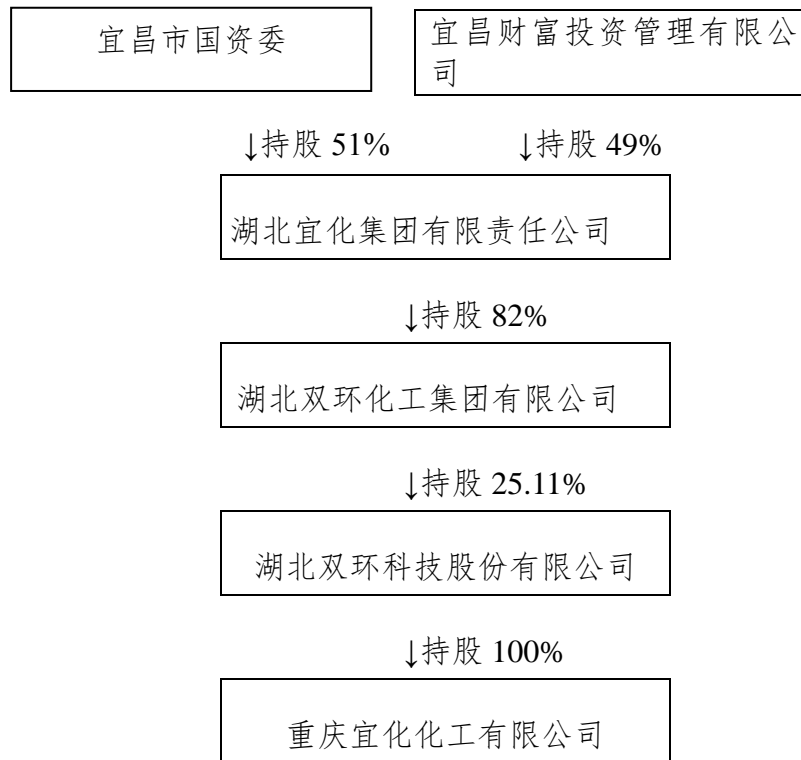 宜昌市国资委
宜昌财富投资管理有限公
司
↓持股 51% ↓持股 49%
湖北宜化集团有限责任公司
↓持股 82%
湖北双环化工集团有限公司
↓持股 25.11%
湖北双环科技股份有限公司
↓持股 100%
重庆宜化化工有限公司